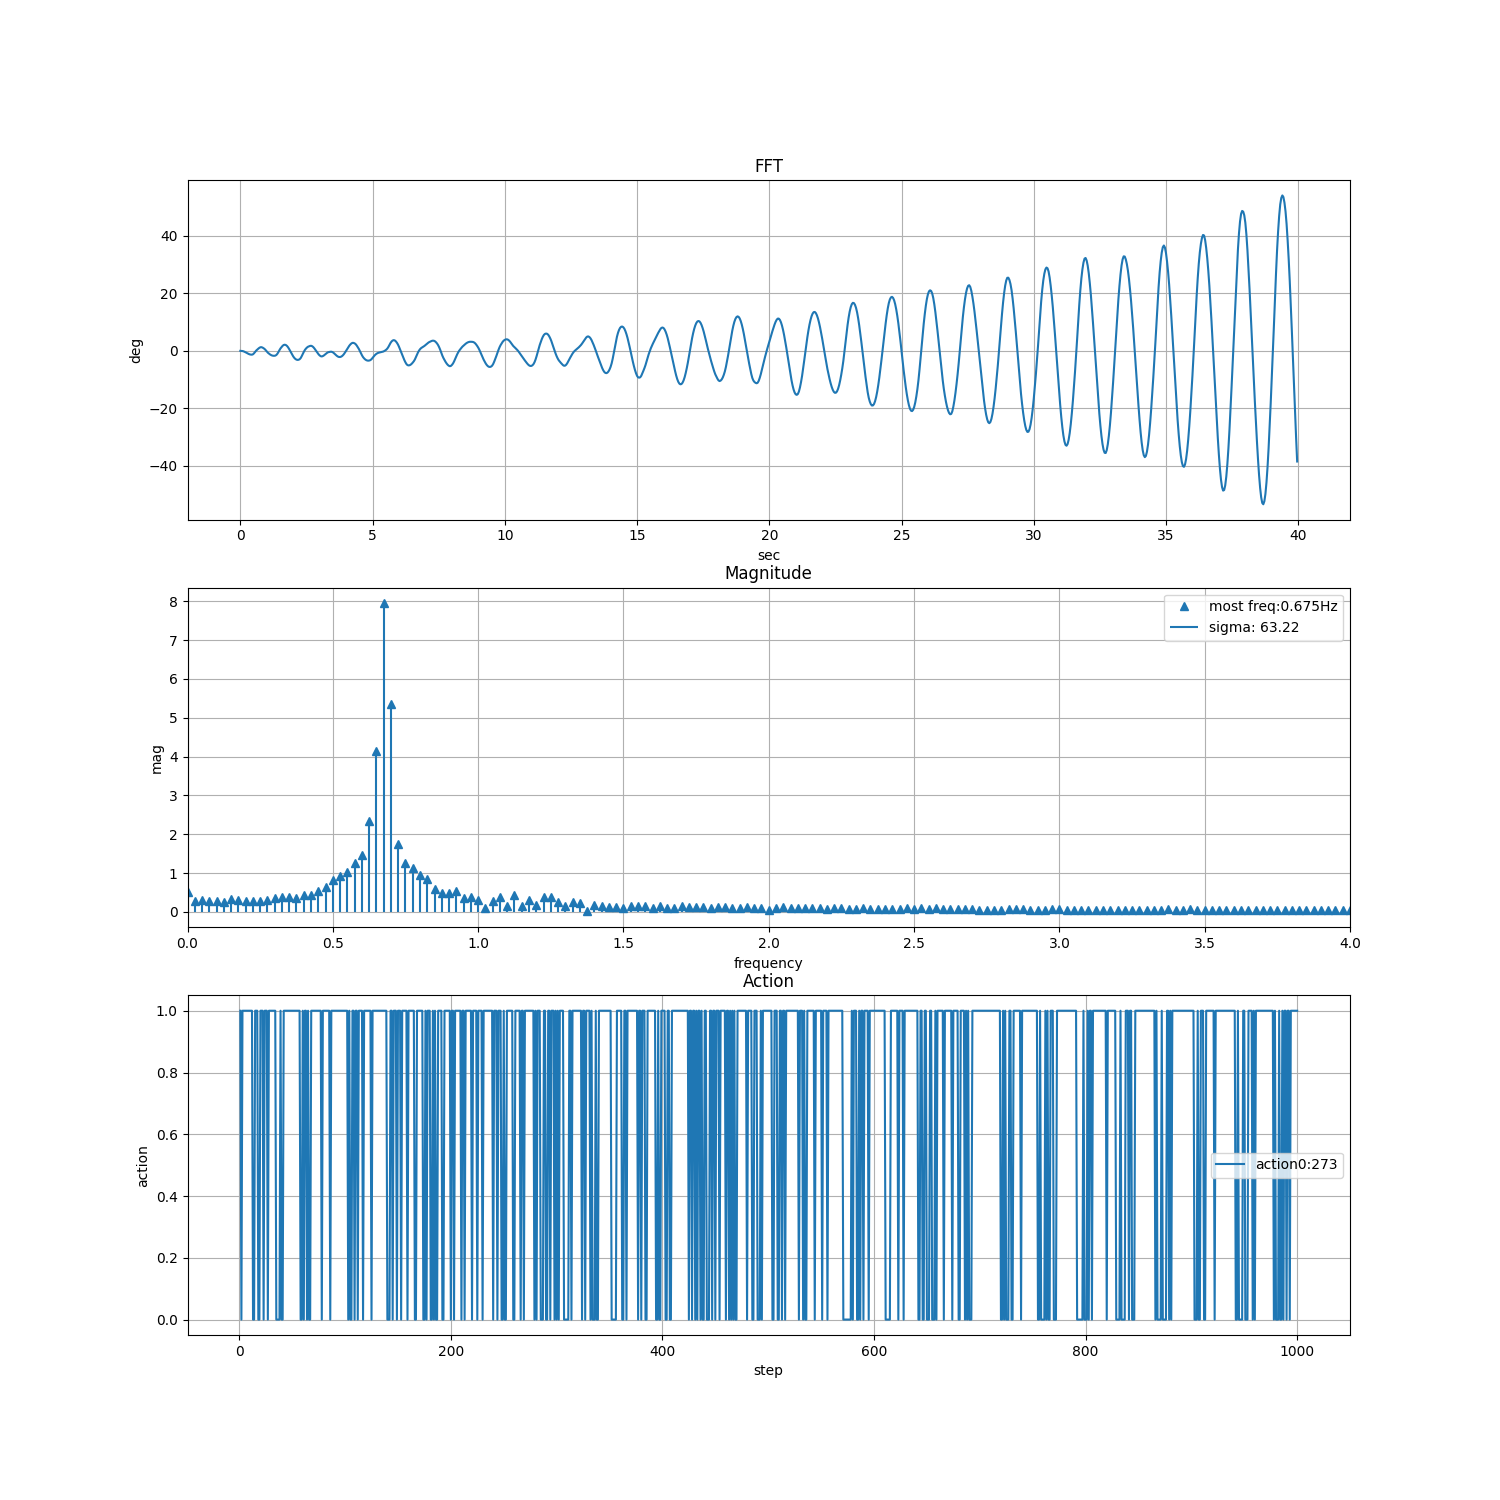 FFT
40
20
0
−20
−40
deg
0 5 10 15 20 25 30 35 40
sec
Magnitude
8
7
6
5
4
3
2
1
0
mag
most freq:0.675Hz
sigma: 63.22
0.0 0.5 1.0 1.5 2.0 2.5 3.0 3.5 4.0
frequency
Action
1.0
0.8
0.6
0.4
0.2
0.0
action
action0:273
0 200 400 600 800 1000
step